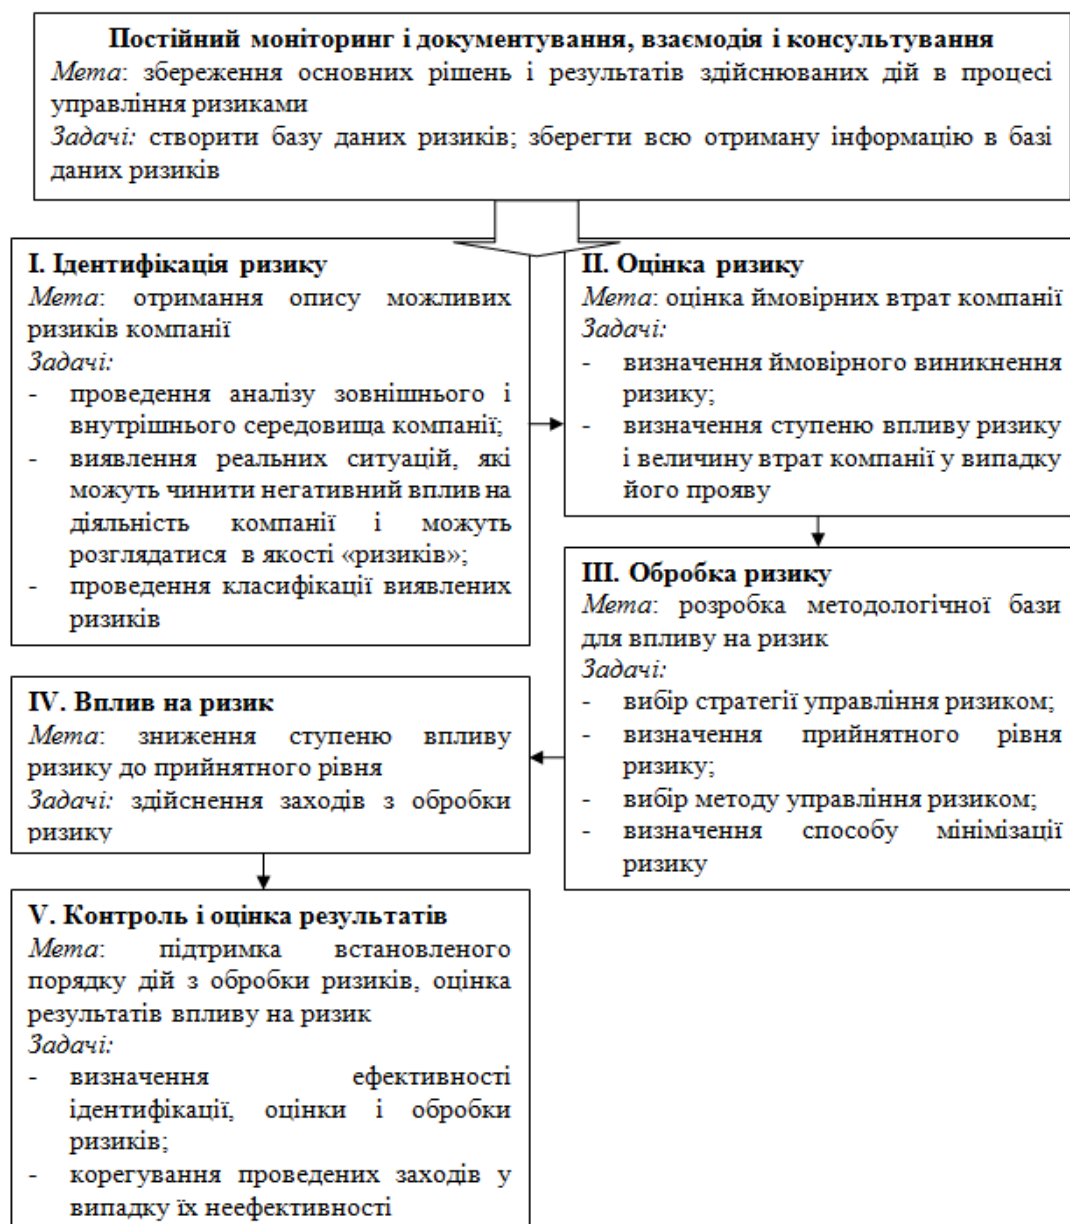 Постійний моніторинг і документування, взаємодія і консультування
Мета: збереження основних рішень і результатів здійснюваних дій в процесі
управління ризиками
Задачі: створити базу даних ризиків; зберегти всю отриману інформацію в базі
даних ризиків
I. Ідентифікація ризику
Мета: отримання опису можливих
ризиків компанії
Задачі:
- проведення аналізу зовнішнього і
внутрішнього середовища компанії;
- виявлення реальних ситуацій, які
можуть чинити негативний вплив на
діяльність компанії і можуть
розглядатися в якості «ризиків»;
- проведення класифікації виявлених
ризиків
II. Оцінка ризику
Мета: оцінка ймовірних втрат компанії
Задачі:
- визначення ймовірного виникнення
ризику;
- визначення ступеню впливу ризику
і величину втрат компанії у випадку
його прояву
III. Обробка ризику
Мета: розробка методологічної бази
для впливу на ризик
Задачі:
- вибір стратегії управління ризиком;
- визначення прийнятного рівня
ризику;
- вибір методу управління ризиком;
- визначення способу мінімізації
ризику
IV. Вплив на ризик
Мета: зниження ступеню впливу
ризику до прийнятного рівня
Задачі: здійснення заходів з обробки
ризику
V. Контроль і оцінка результатів
Мета: підтримка встановленого
порядку дій з обробки ризиків, оцінка
результатів впливу на ризик
Задачі:
- визначення ефективності
ідентифікації, оцінки і обробки
ризиків;
- корегування проведених заходів у
випадку їх неефективності